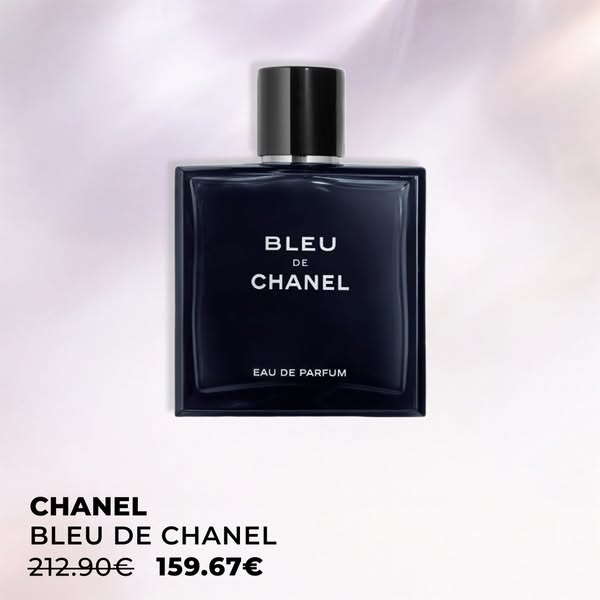 BLEU
DE
CHANEL
EAU DE PARFUM
CHANEL
BLEU DE CHANEL
212.90€ 159.67€